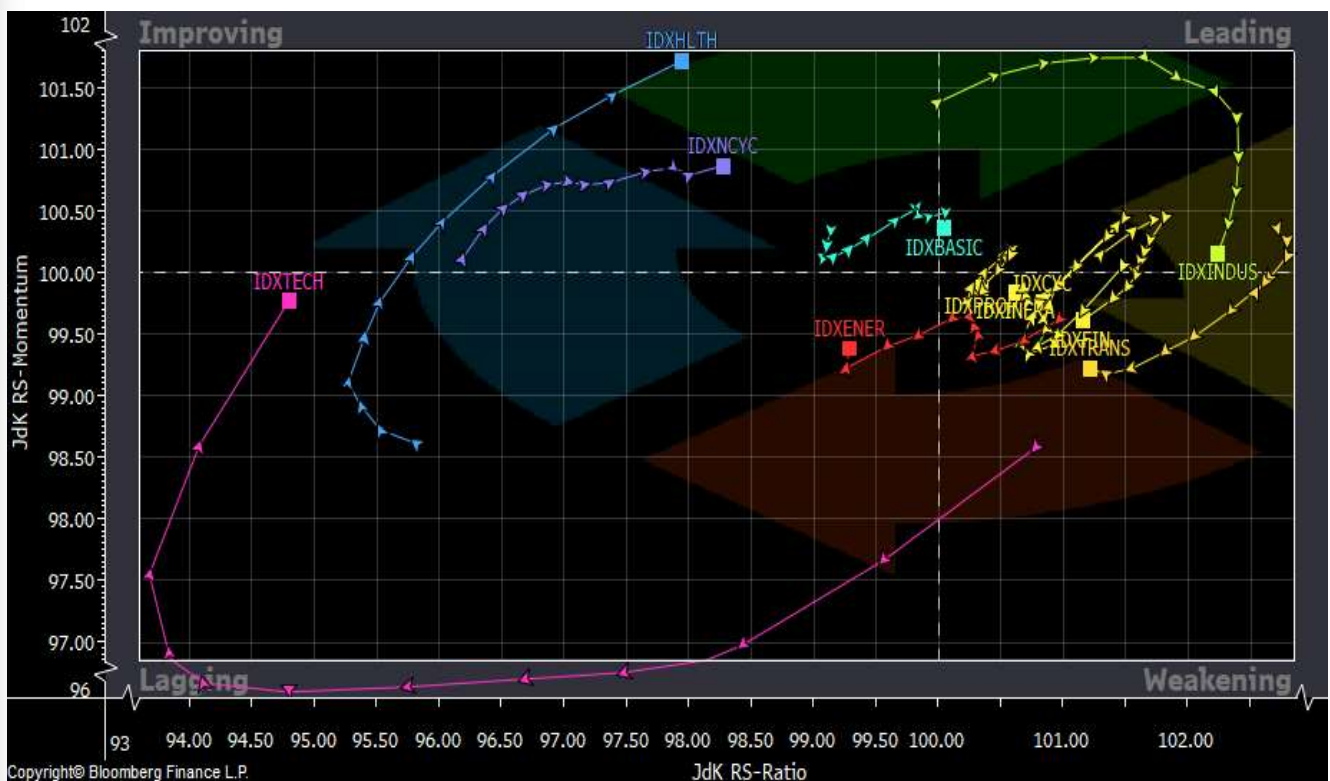 102
Improving
Leading
IDXHLTH
101.50
101.00
IDXNCYC
100.50
IDXBASIC
100.00
IDXINDUS
IDXTECH
IDXCYC
IDXPROP
IDXINFRA
99.50
IDXENER
IDXFIN
IDXTRANS
99.00
98.50
98.00
97.50
97.00
96
Lagging
Weakening
JdK RS-Momentum
93
94.00 94.50 95.00 95.50 96.00 96.50 97.00 97.50 98.00 98.50 99.00 99.50 100.00 101.00 102.00
JdK RS-Ratio
Copyright© Bloomberg Finance L.P.